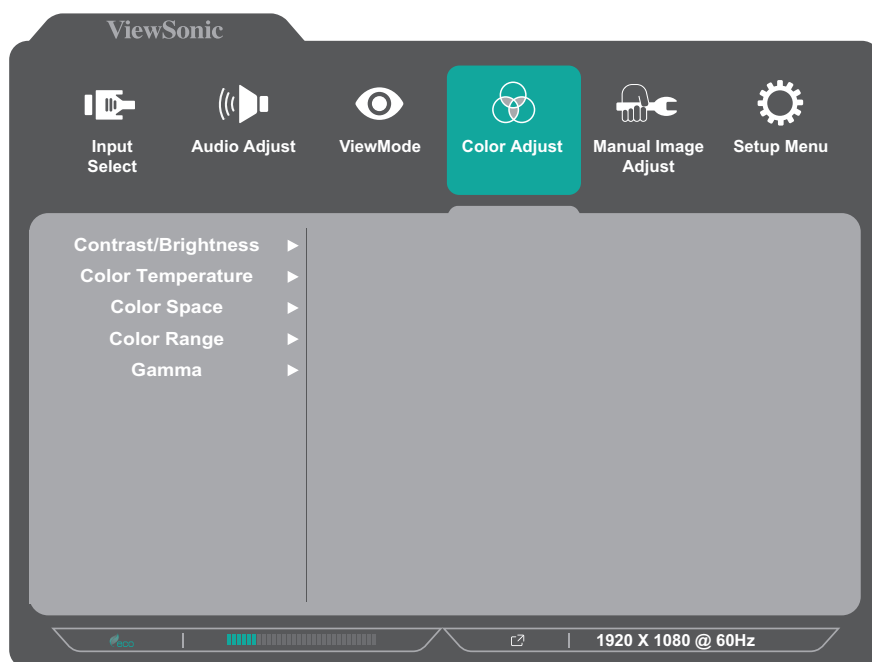 ViewSonic
Input Select
Audio Adjust
ViewMode
Color Adjust
Manual Image Adjust
Setup Menu
Contrast/Brightness
Color Temperature
Color Space
Color Range
Gamma
eco
1920 X 1080 @ 60Hz